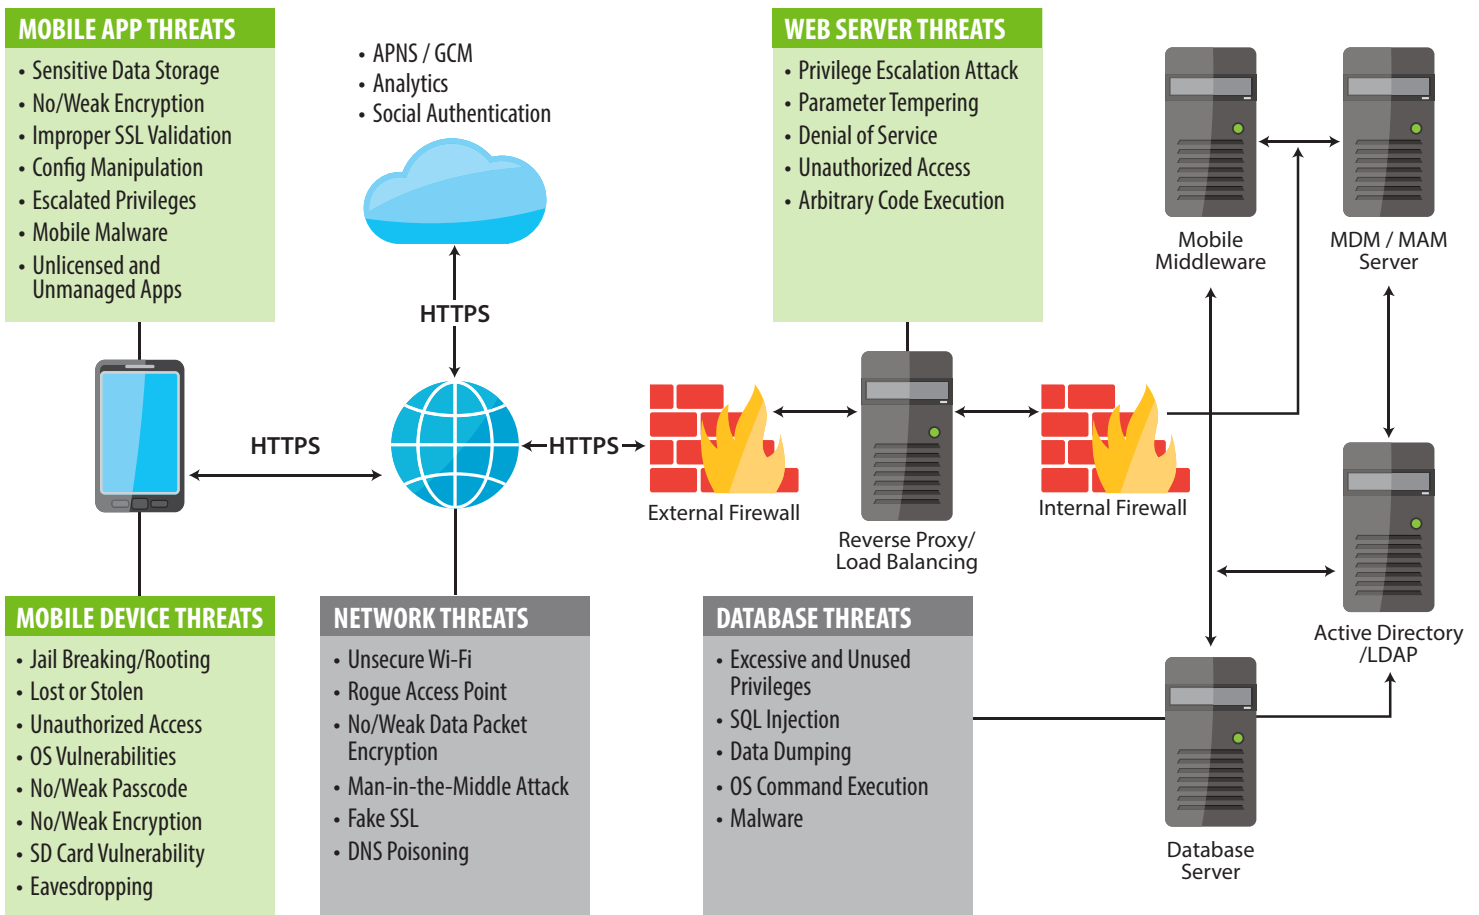 MOBILE APP THREATS
• Sensitive Data Storage
• No/Weak Encryption
• Improper SSL Validation
• Config Manipulation
• Escalated Privileges
• Mobile Malware
• Unlicensed and
Unmanaged Apps
• APNS / GCM
• Analytics
• Social Authentication
HTTPS
HTTPS
HTTPS
WEB SERVER THREATS
• Privilege Escalation Attack
• Parameter Tempering
• Denial of Service
• Unauthorized Access
• Arbitrary Code Execution
Mobile
Middleware
MDM / MAM
Server
External Firewall
Reverse Proxy/
Load Balancing
Internal Firewall
Active Directory
/LDAP
Database
Server
MOBILE DEVICE THREATS
• Jail Breaking/Rooting
• Lost or Stolen
• Unauthorized Access
• OS Vulnerabilities
• No/Weak Passcode
• No/Weak Encryption
• SD Card Vulnerability
• Eavesdropping
NETWORK THREATS
• Unsecure Wi-Fi
• Rogue Access Point
• No/Weak Data Packet
Encryption
• Man-in-the-Middle Attack
• Fake SSL
• DNS Poisoning
DATABASE THREATS
• Excessive and Unused
Privileges
• SQL Injection
• Data Dumping
• OS Command Execution
• Malware